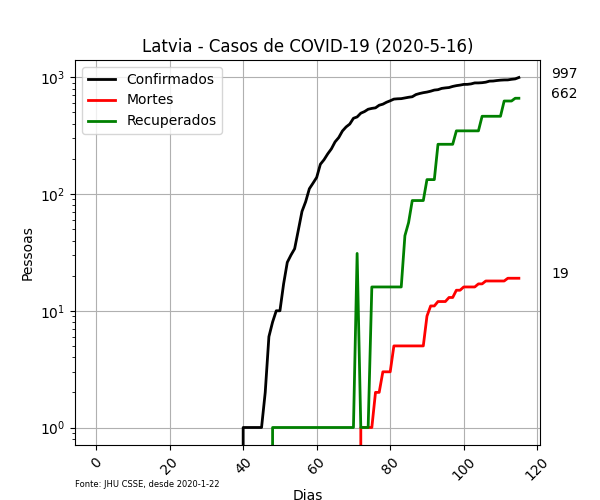 Latvia - Casos de COVID-19 (2020-5-16)
Confirmados
Mortes
Recuperados
997
662
19
10³
10²
10¹
10⁰
Pessoas
0 20 40 60 80 100 120
Fonte: JHU CSSE, desde 2020-1-22
Dias